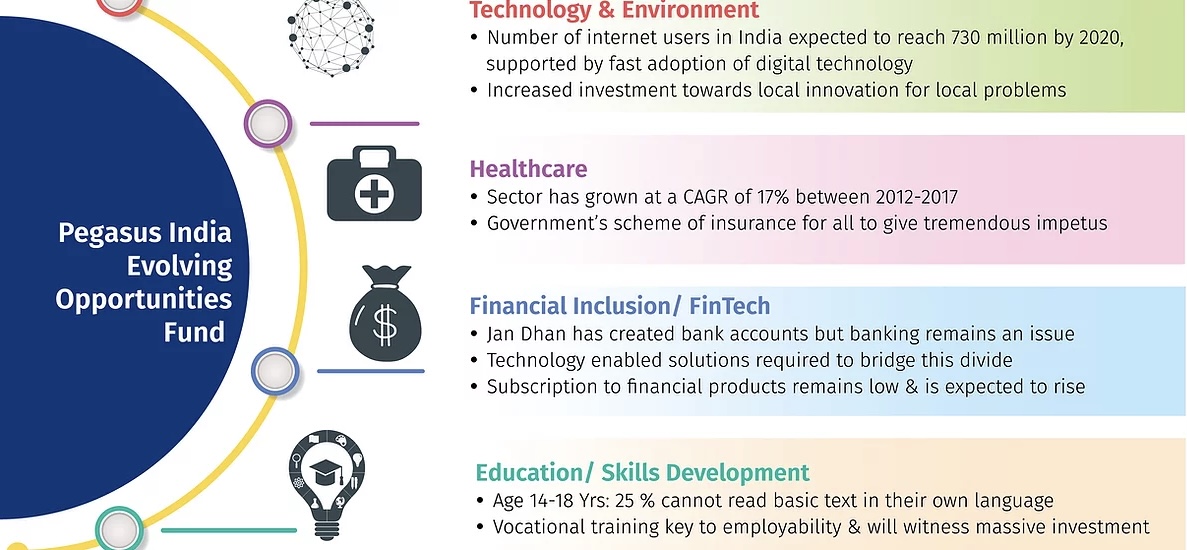 Technology & Environment
• Number of internet users in India expected to reach 730 million by 2020,
supported by fast adoption of digital technology
• Increased investment towards local innovation for local problems
Healthcare
• Sector has grown at a CAGR of 17% between 2012-2017
• Government's scheme of insurance for all to give tremendous impetus
Pegasus India
Evolving
Opportunities
Fund
Financial Inclusion/ FinTech
• Jan Dhan has created bank accounts but banking remains an issue
• Technology enabled solutions required to bridge this divide
• Subscription to financial products remains low & is expected to rise
Education/ Skills Development
• Age 14-18 Yrs: 25 % cannot read basic text in their own language
• Vocational training key to employability & will witness massive investment